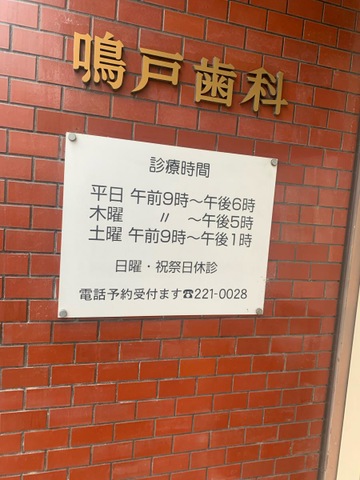 鳴戸歯科
診療時間
平日 午前9時～午後6時
木曜 〃 ～午後5時
土曜 午前9時～午後1時
日曜・祝祭日休診
電話予約受付ます☎221-0028